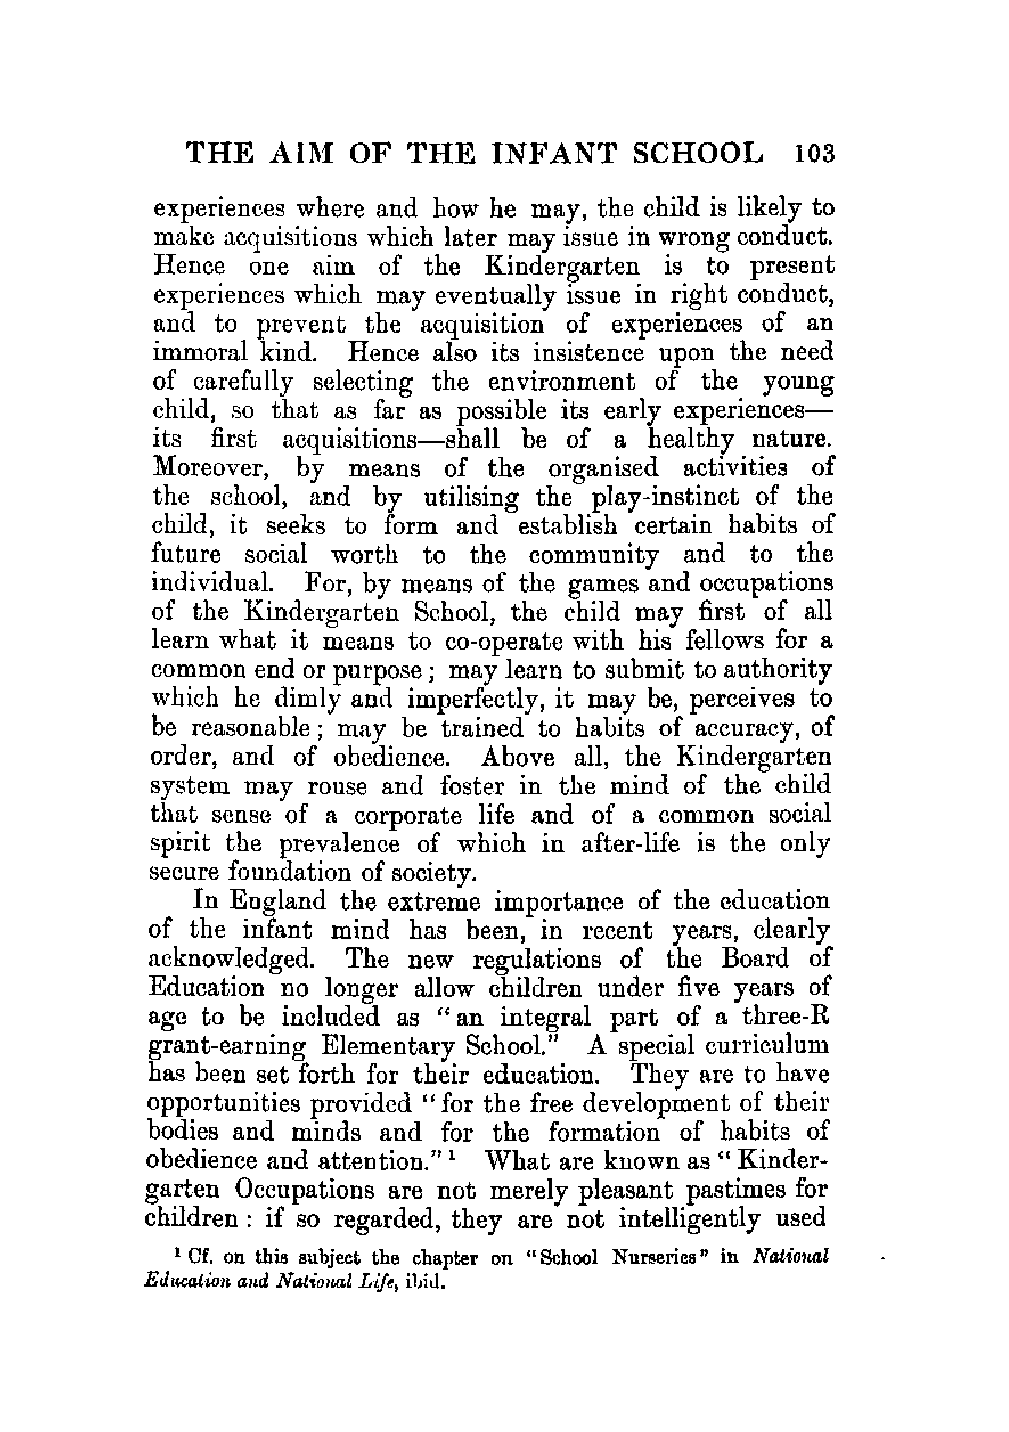 THE AIM OF THE INFANT SCHOOL 103
experiences where and how he may, the child is likely to
make acquisitions which later may issue in wrong conduct.
Hence one aim of the Kindergarten is to present
experiences which may eventually issue in right conduct,
and to prevent the acquisition of experiences of an
immoral kind. Hence also its insistence upon the need
of carefully selecting the environment of the young
child, so that as far as possible its early experiences—
its first acquisitions—shall be of a healthy nature.
Moreover, by means of the organised activities of
the school, and by utilising the play-instinct of the
child, it seeks to form and establish certain habits of
future social worth to the community and to the
individual. For, by means of the games and occupations
of the Kindergarten School, the child may first of all
learn what it means to co-operate with his fellows for a
common end or purpose; may learn to submit to authority
which he dimly and imperfectly, it may be, perceives to
be reasonable; may be trained to habits of accuracy, of
order, and of obedience. Above all, the Kindergarten
system may rouse and foster in the mind of the child
that sense of a corporate life and of a common social
spirit the prevalence of which in after-life is the only
secure foundation of society.
In England the extreme importance of the education
of the infant mind has been, in recent years, clearly
acknowledged. The new regulations of the Board of
Education no longer allow children under five years of
age to be included as "an integral part of a three-R
grant-earning Elementary School." A special curriculum
has been set forth for their education. They are to have
opportunities provided "for the free development of their
bodies and minds and for the formation of habits of
obedience and attention." ¹ What are known as "Kinder-
garten Occupations are not merely pleasant pastimes for
children: if so regarded, they are not intelligently used
¹ Cf. on this subject the chapter on "School Nurseries" in National
Education and National Life, ibid.